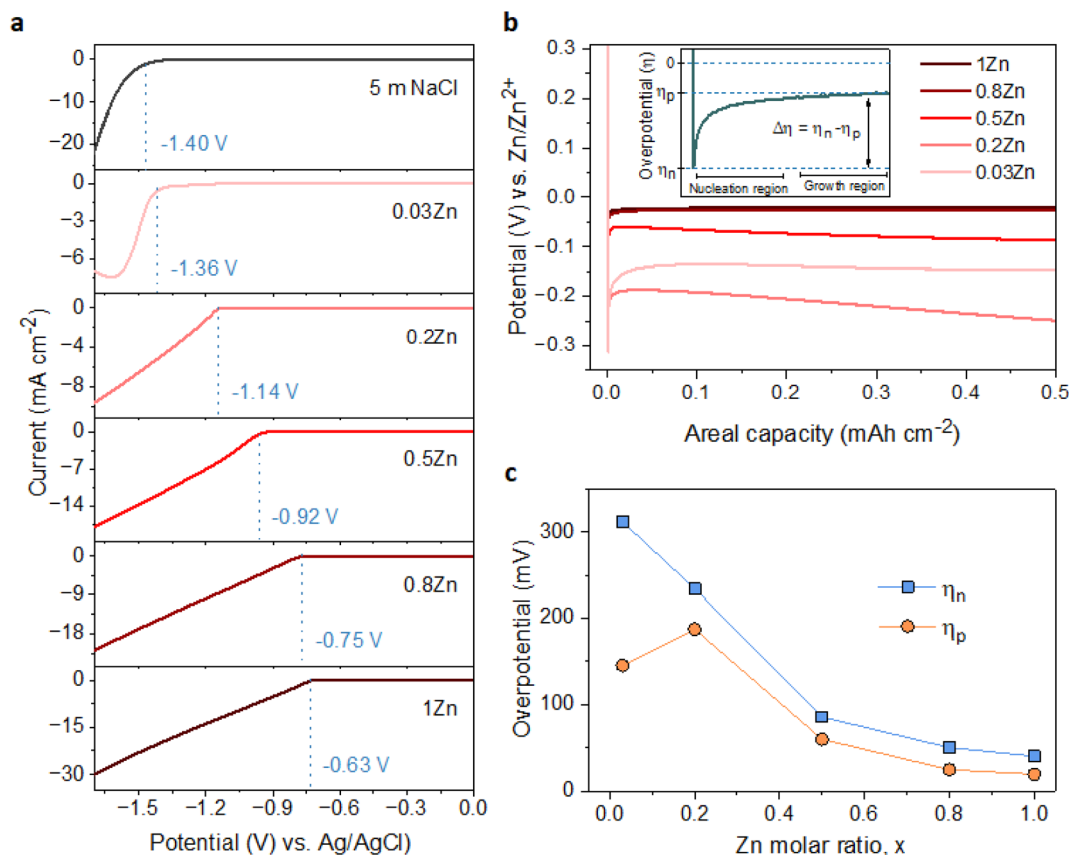 a
0
−10
−20
5 m NaCl
-1.40 V
0
−3
−6
0.03Zn
-1.36 V
0
−4
−8
0.2Zn
-1.14 V
0
−7
−14
0.5Zn
-0.92 V
0
−9
−18
0.8Zn
-0.75 V
0
−15
−30
1Zn
-0.63 V
Current (mA cm⁻²)
−1.5 −1.2 −0.9 −0.6 −0.3 0.0
Potential (V) vs. Ag/AgCl
b
0.3
0.2
0.1
0.0
−0.1
−0.2
−0.3
Potential (V) vs. Zn/Zn²⁺
Overpotential (η)
0
ηp
ηn
Δη = ηn -ηp
Nucleation region
Growth region
1Zn
0.8Zn
0.5Zn
0.2Zn
0.03Zn
0.0 0.1 0.2 0.3 0.4 0.5
Areal capacity (mAh cm⁻²)
c
300
200
100
0
Overpotential (mV)
ηn
ηp
0.0 0.2 0.4 0.6 0.8 1.0
Zn molar ratio, x